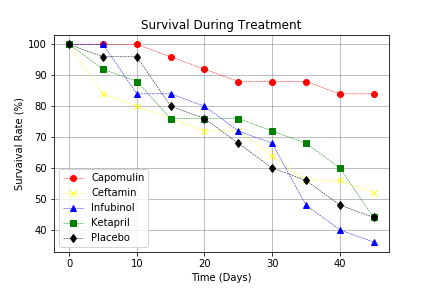 Survival During Treatment
Survaival Rate (%)
100
90
80
70
60
50
40
Capomulin
Ceftamin
Infubinol
Ketapril
Placebo
0
10
20
30
40
Time (Days)